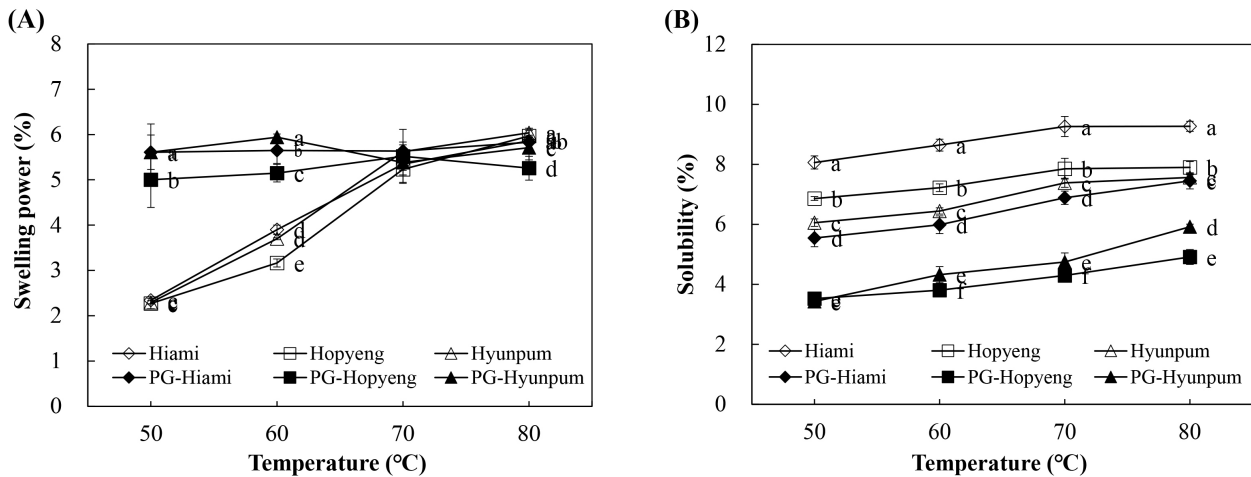 (A)
8
7
6
5
4
3
2
1
0
Swelling power (%)
a
b
a
b
c
d
d
e
a
ab
c
d
Hiami
Hopyeng
Hyunpum
PG-Hiami
PG-Hopyeng
PG-Hyunpum
50
60
70
80
Temperature (°C)
(B)
12
10
8
6
4
2
0
Solubility (%)
a
a
a
a
b
b
b
b
c
c
c
c
d
d
d
d
e
e
e
e
f
f
Hiami
Hopyeng
Hyunpum
PG-Hiami
PG-Hopyeng
PG-Hyunpum
50
60
70
80
Temperature (°C)